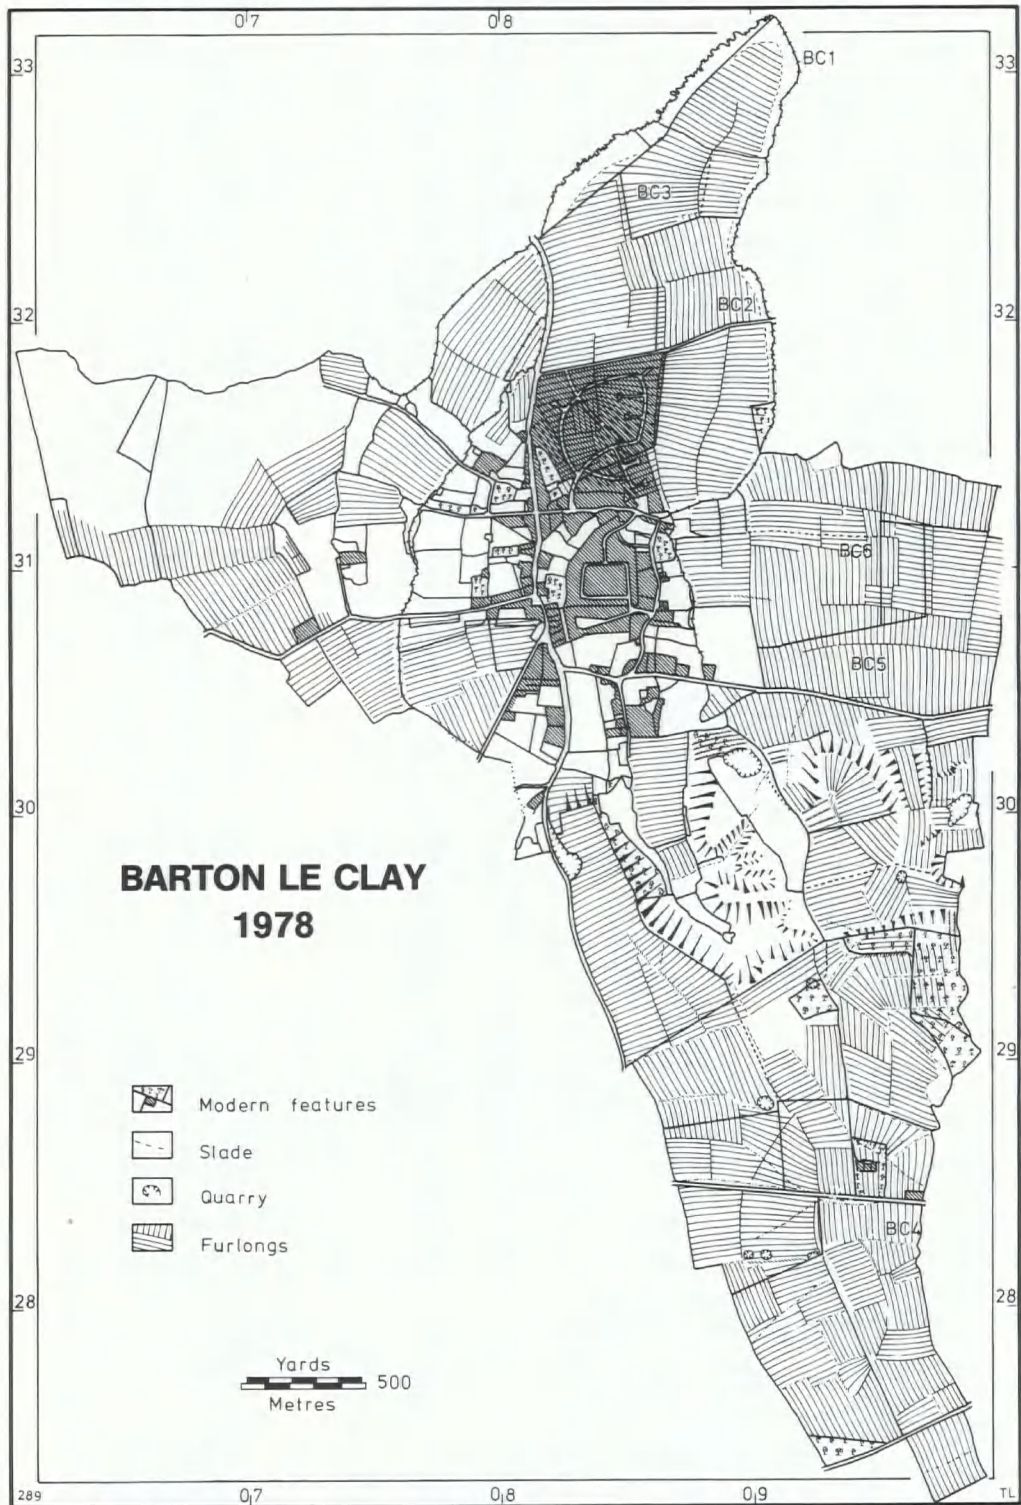 07
08
33
BC1
33
BC3
32
BC2
32
31
BC6
31
BC5
30
30
BARTON LE CLAY
1978
29
29
Modern features
Slade
Quarry
BC4
Furlongs
28
28
Yards
500
Metres
289
07
08
09
TL